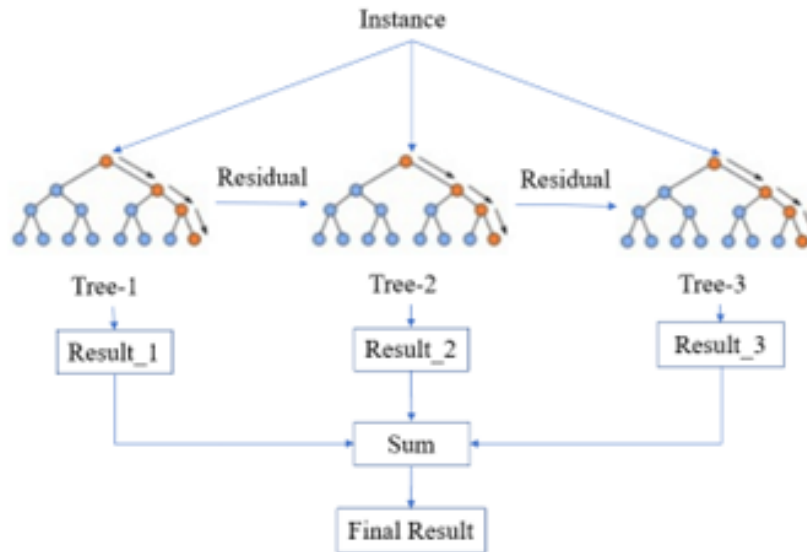 Instance
Residual
Residual
Tree-1
Tree-2
Tree-3
Result_1
Result_2
Result_3
Sum
Final Result